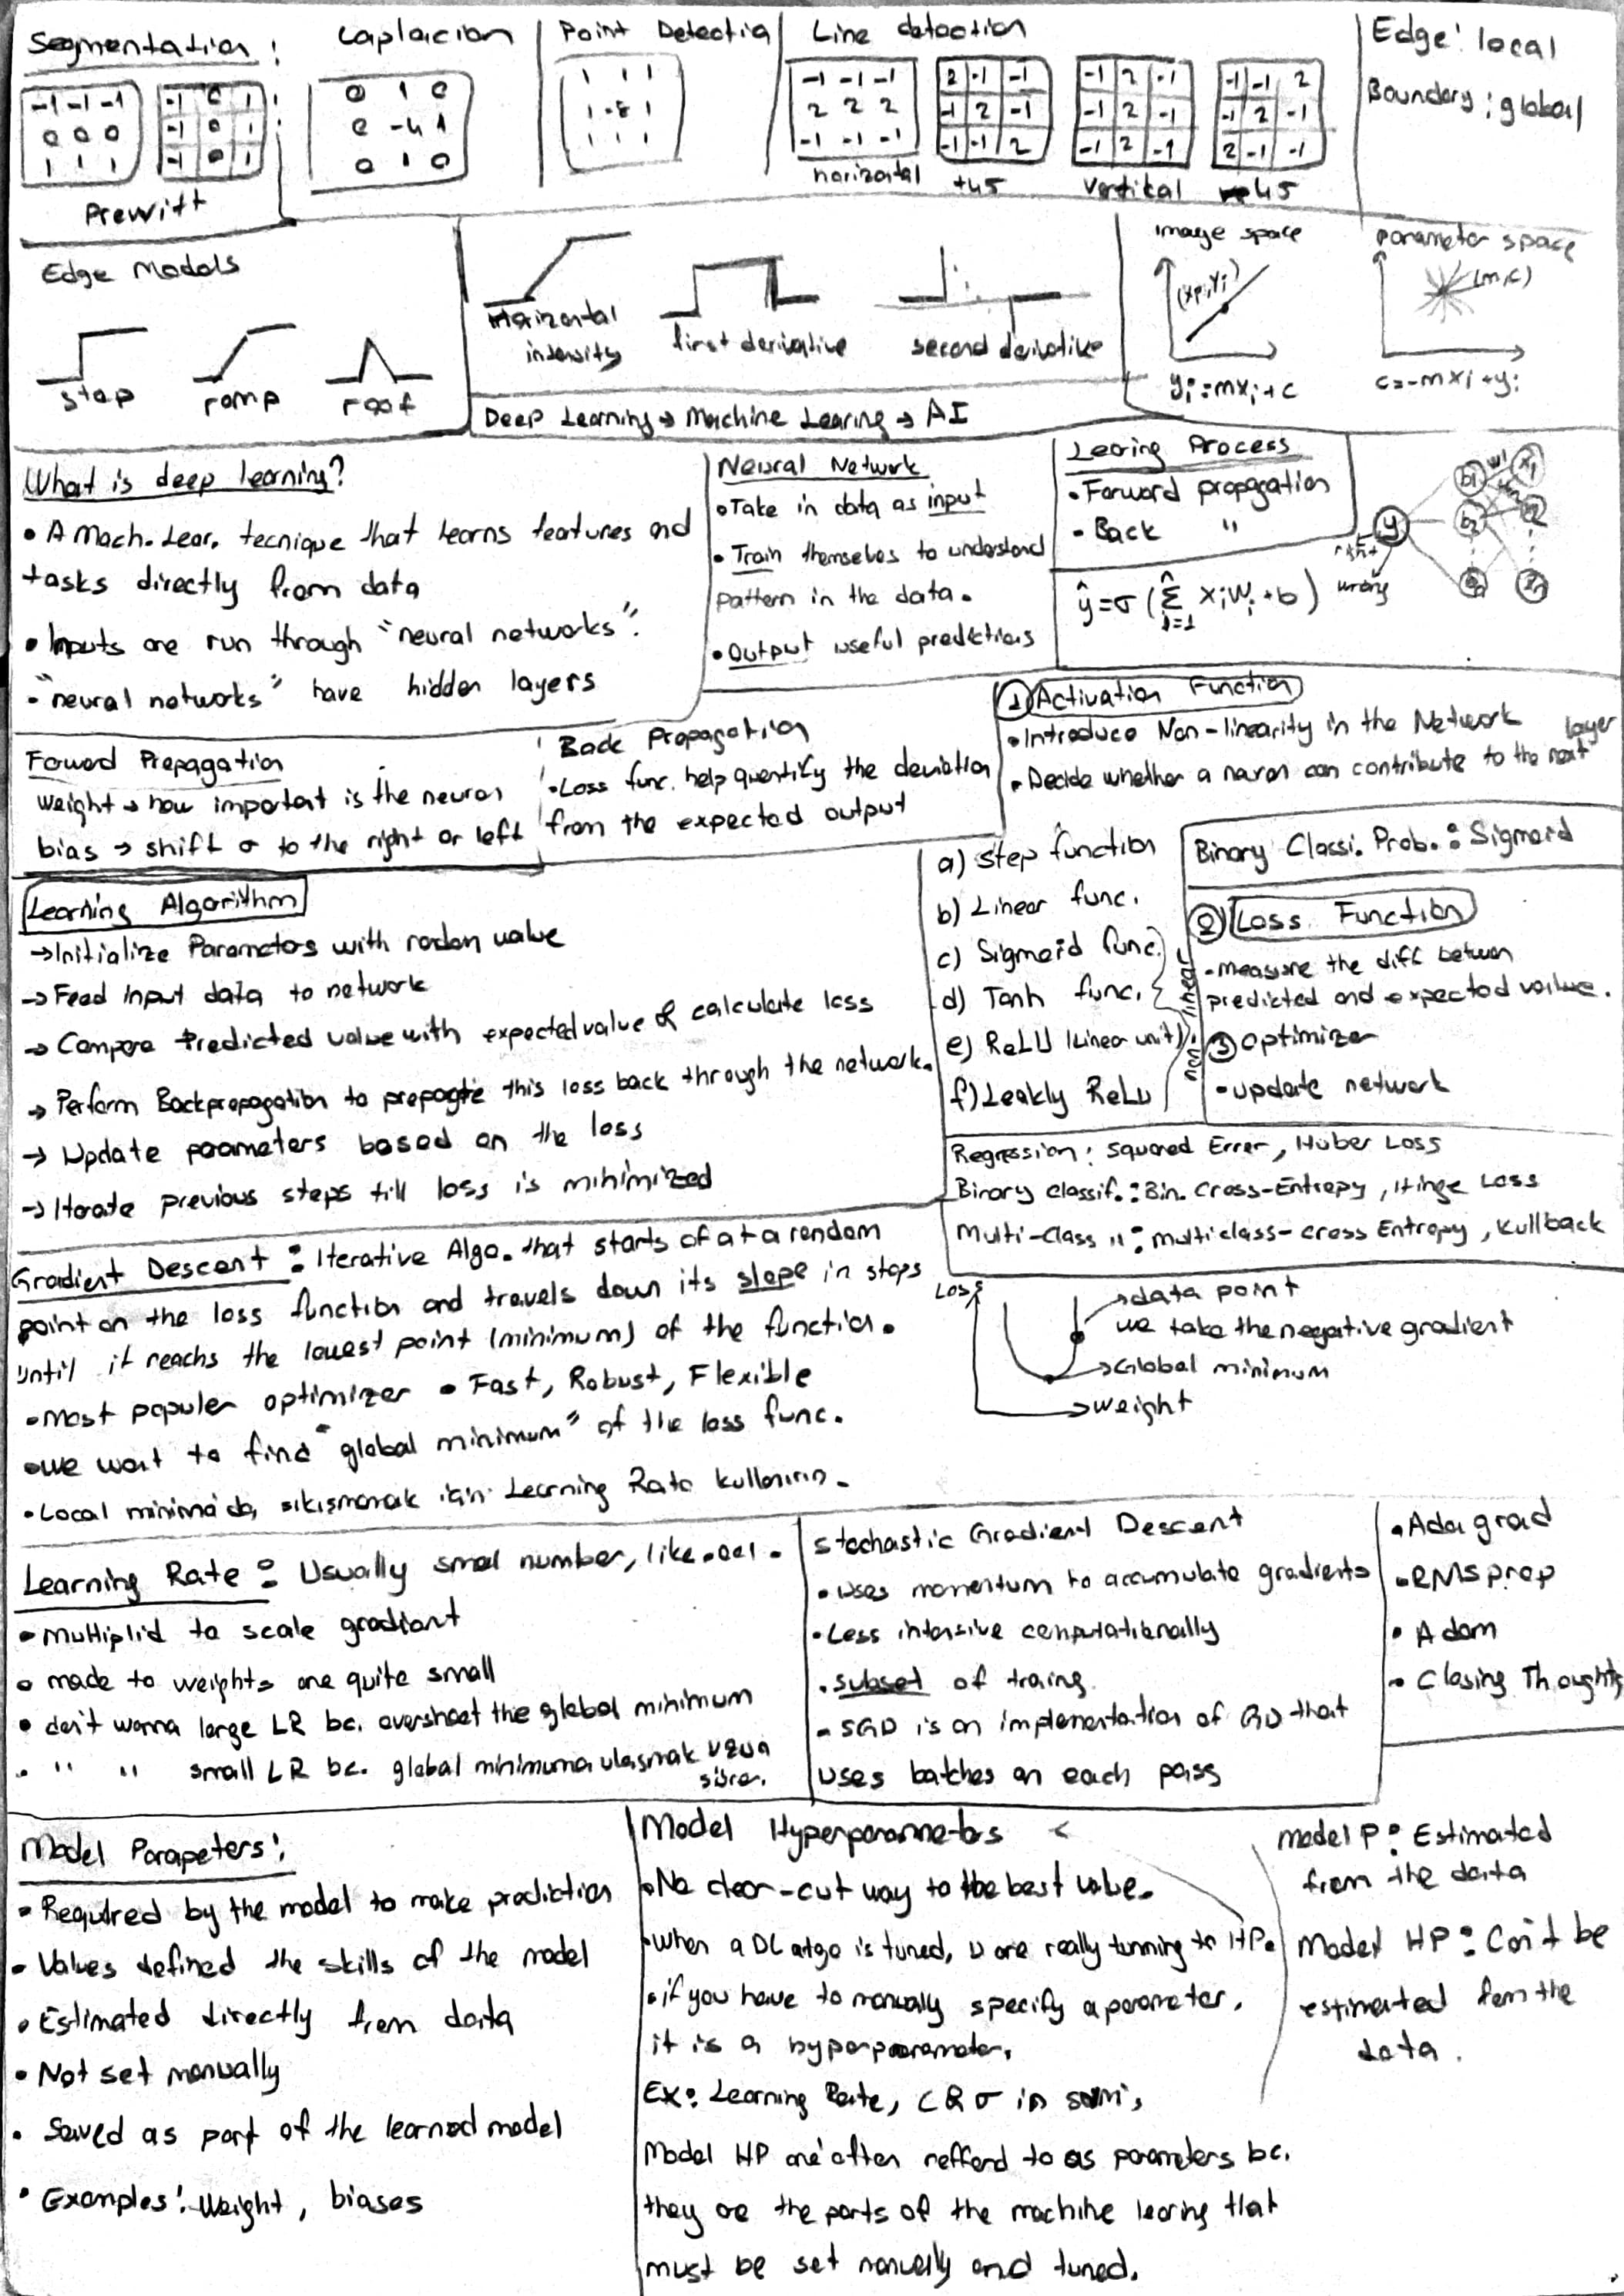 Segmentation:
-1 -1 -1
0 0 0
1 1 1
-1 0 1
-1 0 1
-1 0 1
Prewitt
Laplacian
0 1 0
0 -4 1
0 1 0
Point Detectia
1 1 1
1 -8 1
1 1 1
Line detection
-1 -1 -1
2 2 2
-1 -1 -1
horizontal
2 -1 -1
-1 2 -1
-1 -1 2
+45
-1 2 -1
-1 2 -1
-1 2 -1
Vertikal
-1 -1 2
-1 2 -1
2 -1 -1
-45
Edge: local
Boundary: global
Edge Models
step
ramp
roof
Horizontal
intensity
first derivative
second derivative
image space
(xi,yi)
yi=mxi+c
parameter space
(m,c)
c=-mxi+yi
Deep Learning → Machine Learing → AI
What is deep learning?
• A Mach. Lear. tecnique that learns features and
tasks directly from data
• Inputs are run through "neural networks".
- "neural networks" have hidden layers
Neural Network
• Take in data as input
• Train themselves to understand
pattern in the data.
• Output useful predictions
Learing Process
• Forward propagation
• Back "
ŷ=σ(Σ xiwi+b)
i=1
y
right
wrong
b1
b2
w1
x1
x2
Foward Propagation
weight → how important is the neuron
bias → shift σ to the right or left
Back Propagation
• Loss func. help quentify the deviation
from the expected output
① Activation Function
• Introduce Non-linearity in the Network
• Decide whether a neuron can contribute to the next layer
a) step function
b) Linear func.
c) Sigmoid func.
d) Tanh func.
e) ReLU (Linear unit)
f) Leakly ReLu
non linear
Binary Classi. Prob.: Sigmoid
② Loss Function
- measure the diff between
predicted and expected vailue.
③ optimizer
• update network
Learning Algorithm
→ Initialize Parameters with random value
→ Feed Input data to network
→ Compare Predicted value with expected value & calculate loss
→ Perform Backpropagation to propagte this loss back through the network.
→ Update parameters based on the loss
→ Iterate previous steps till loss is minimized
Regression: Squared Error, Huber Loss
Binary classif.: Bin. Cross-Entropy, Hinge Loss
Multi-Class ": multiclass-cross Entropy, Kullback
Gradient Descent: Iterative Algo. that starts of at a random
point on the loss function and travels down its slope in steps
until it reachs the lowest point (minimum) of the function.
• Most populer optimizer • Fast, Robust, Flexible
• we want to find "global minimum" of the loss func.
• Local minima'da sıkışmamak için Learning Rate kullanırız.
Loss
→ data point
we take the negative gradient
→ Global minimum
→ weight
Learning Rate: Usually small number, like .001.
• multiplid to scale gradiant
• made to weights are quite small
• don't wanna large LR bc. overshoot the global minimum
• " " small LR bc. global minimuma ulasmak uzun
sürer.
Stochastic Gradient Descent
• uses momentum to accumulate gradients
• Less intensive computationally
• subset of traing
- SGD is an implementation of GD that
uses batches on each pass
• Adagrad
• RMSprop
• Adam
• Closing Thoughts
Model Parapeters:
• Required by the model to make prediction
• Values defined the skills of the model
• Estimated directly from data
• Not set manually
• Saved as part of the learned model
• Examples: Weight, biases
Model Hyperparameters
• No clear-cut way to the best value.
• When a DL algo is tuned, u are really tunning to HP.
• if you have to manually specify a parameter,
it is a hyperparameter.
Ex: Learning Rate, C & σ in svm,
Model HP are often reffend to as parameters bc.
they are the parts of the machine learing that
must be set manually and tuned.
model P: Estimated
from the data
Model HP: Can't be
estimated fom the
data.